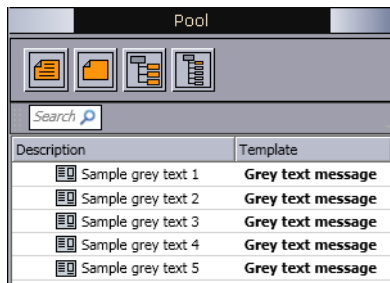 Pool
Search
Description Template
Sample grey text 1 Grey text message
Sample grey text 2 Grey text message
Sample grey text 3 Grey text message
Sample grey text 4 Grey text message
Sample grey text 5 Grey text message